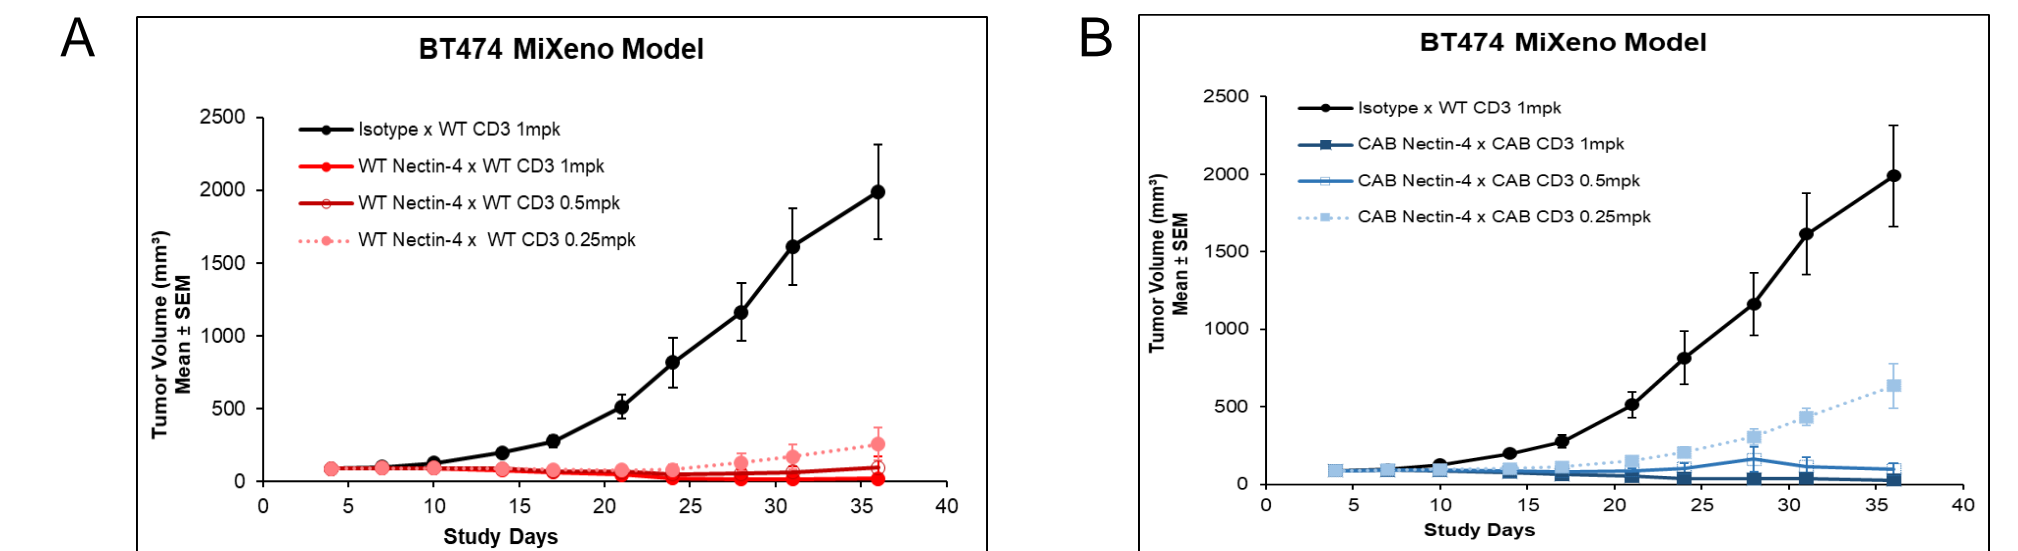 A
BT474 MiXeno Model
Tumor Volume (mm³)
Mean ± SEM
2500
2000
1500
1000
500
0
Isotype x WT CD3 1mpk
WT Nectin-4 x WT CD3 1mpk
WT Nectin-4 x WT CD3 0.5mpk
WT Nectin-4 x WT CD3 0.25mpk
0 5 10 15 20 25 30 35 40
Study Days
B
BT474 MiXeno Model
Tumor Volume (mm³)
Mean ± SEM
2500
2000
1500
1000
500
0
Isotype x WT CD3 1mpk
CAB Nectin-4 x CAB CD3 1mpk
CAB Nectin-4 x CAB CD3 0.5mpk
CAB Nectin-4 x CAB CD3 0.25mpk
0 5 10 15 20 25 30 35 40
Study Days